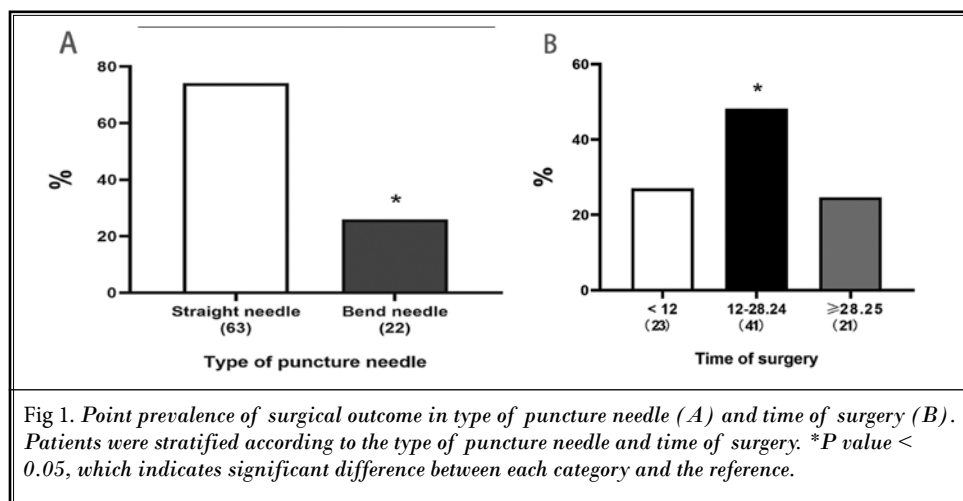 A
80
60
40
20
0
%
*
Straight needle
(63)
Bend needle
(22)
Type of puncture needle
B
60
40
20
0
%
*
< 12
(23)
12-28.24
(41)
≥28.25
(21)
Time of surgery
Fig 1. Point prevalence of surgical outcome in type of puncture needle (A) and time of surgery (B).
Patients were stratified according to the type of puncture needle and time of surgery. *P value <
0.05, which indicates significant difference between each category and the reference.